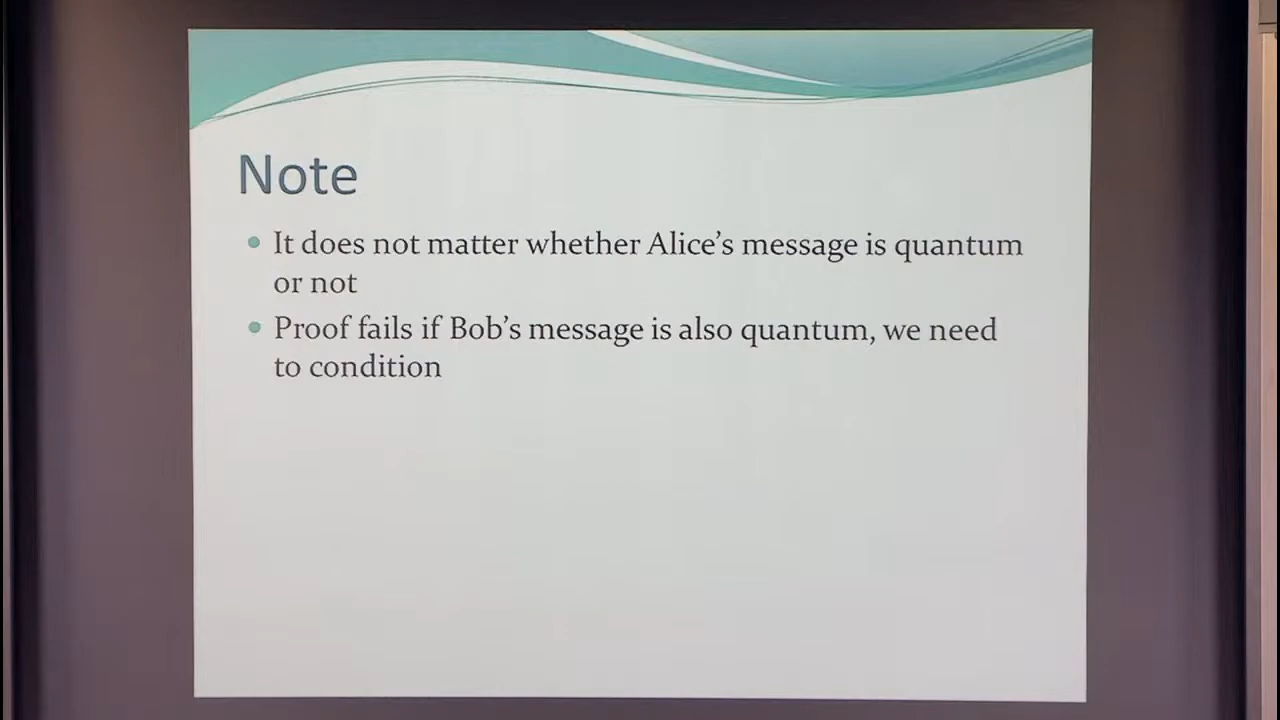 Note
It does not matter whether Alice's message is quantum
or not
Proof fails if Bob's message is also quantum, we need
to condition